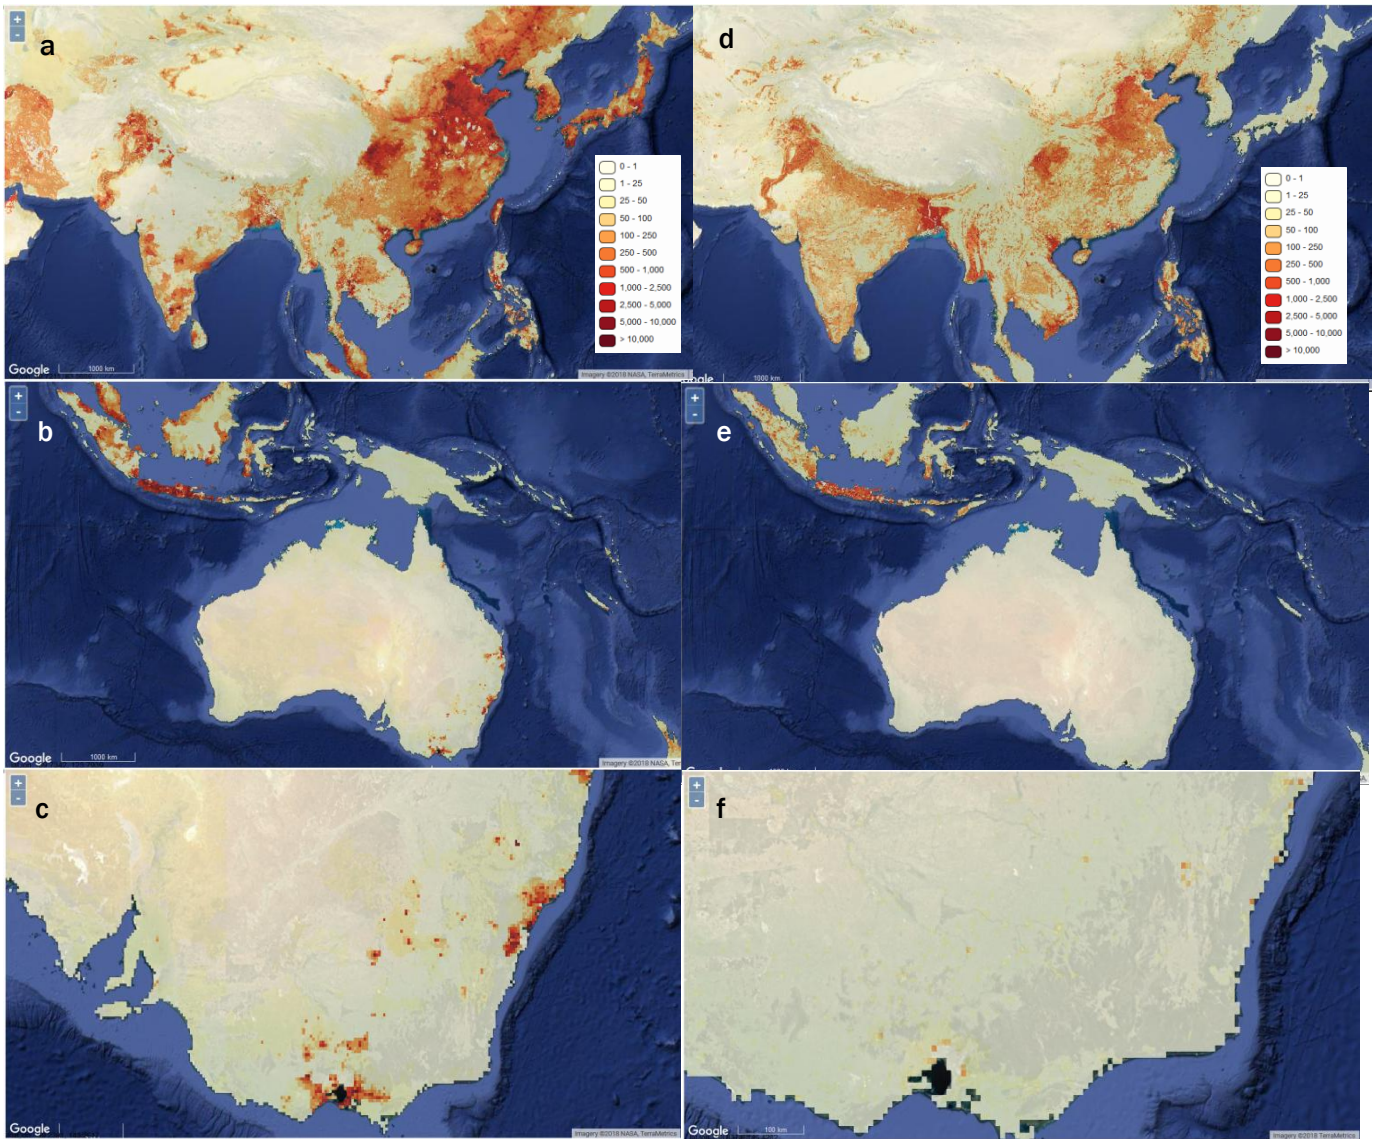 +
-
a
0 - 1
1 - 25
25 - 50
50 - 100
100 - 250
250 - 500
500 - 1,000
1,000 - 2,500
2,500 - 5,000
5,000 - 10,000
> 10,000
Google
1000 km
Imagery ©2018 NASA, TerraMetrics
d
0 - 1
1 - 25
25 - 50
50 - 100
100 - 250
250 - 500
500 - 1,000
1,000 - 2,500
2,500 - 5,000
5,000 - 10,000
> 10,000
1000 km
+
-
b
Google
1000 km
Imagery ©2018 NASA, Ter
+
-
e
Google
+
-
c
Google
Imagery ©2018 NASA, TerraMetrics
+
-
f
Google
100 km
Imagery ©2018 TerraMetrics